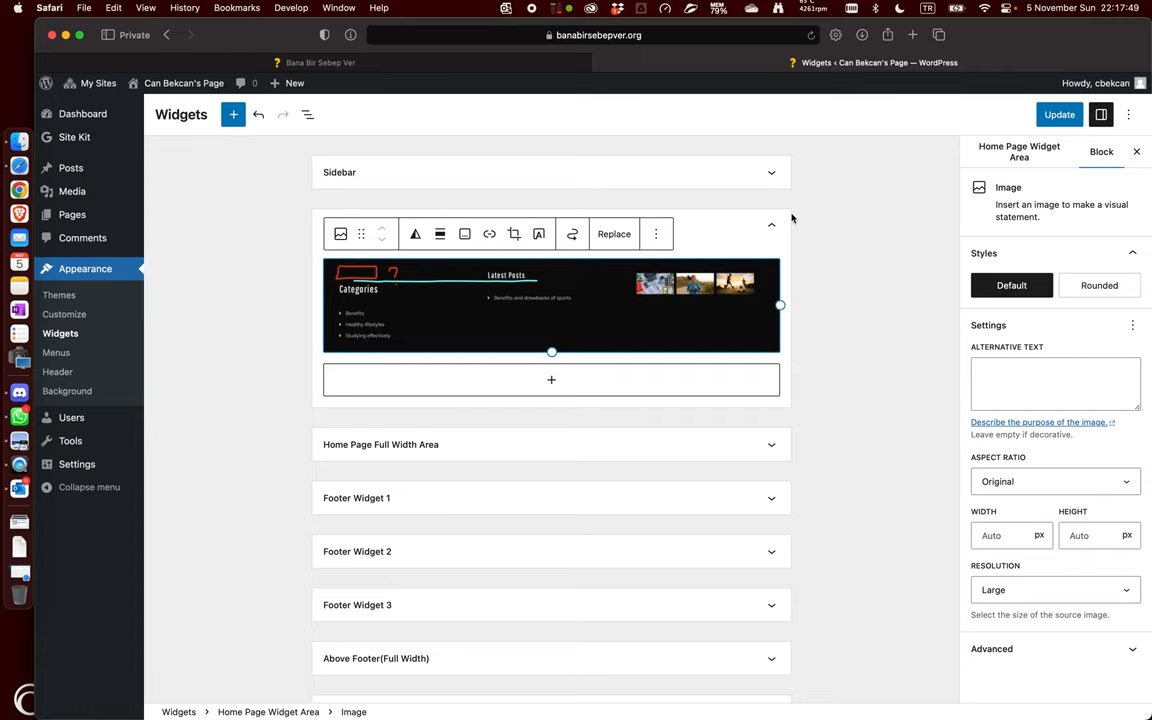 Safari File Edit View History Bookmarks Develop Window Help
MEM 79%
63°C 4261rpm
TR
5 November Sun 22:17:49
Private
banabirsebepver.org
Bana Bir Sebep Ver
Widgets ‹ Can Bekcan's Page — WordPress
My Sites Can Bekcan's Page 0 New
Howdy, cbekcan
Dashboard
Site Kit
Posts
Media
Pages
Comments
Appearance
Themes
Customize
Widgets
Menus
Header
Background
Users
Tools
Settings
Collapse menu
Widgets
Update
Sidebar
Replace
?
Latest Posts
Categories
Benefits and drawbacks of sports
Benefits
Healthy lifestyles
Studying effectively
Home Page Full Width Area
Footer Widget 1
Footer Widget 2
Footer Widget 3
Above Footer(Full Width)
Home Page Widget Area
Block
Image
Insert an image to make a visual statement.
Styles
Default
Rounded
Settings
ALTERNATIVE TEXT
Describe the purpose of the image.
Leave empty if decorative.
ASPECT RATIO
Original
WIDTH HEIGHT
Auto px Auto px
RESOLUTION
Large
Select the size of the source image.
Advanced
Widgets › Home Page Widget Area › Image